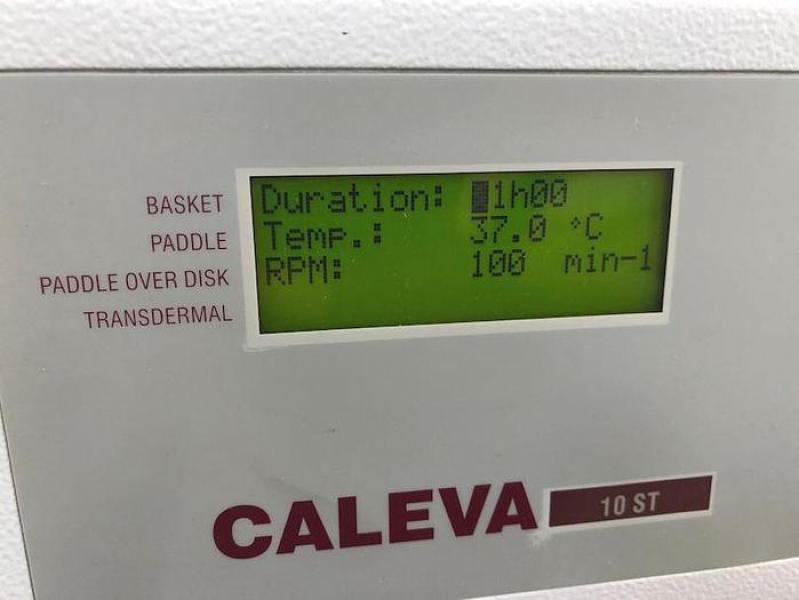 BASKET
PADDLE
PADDLE OVER DISK
TRANSDERMAL
Duration: 1h00
Temp.: 37.0 °C
RPM: 100 min-1
CALEVA 10 ST